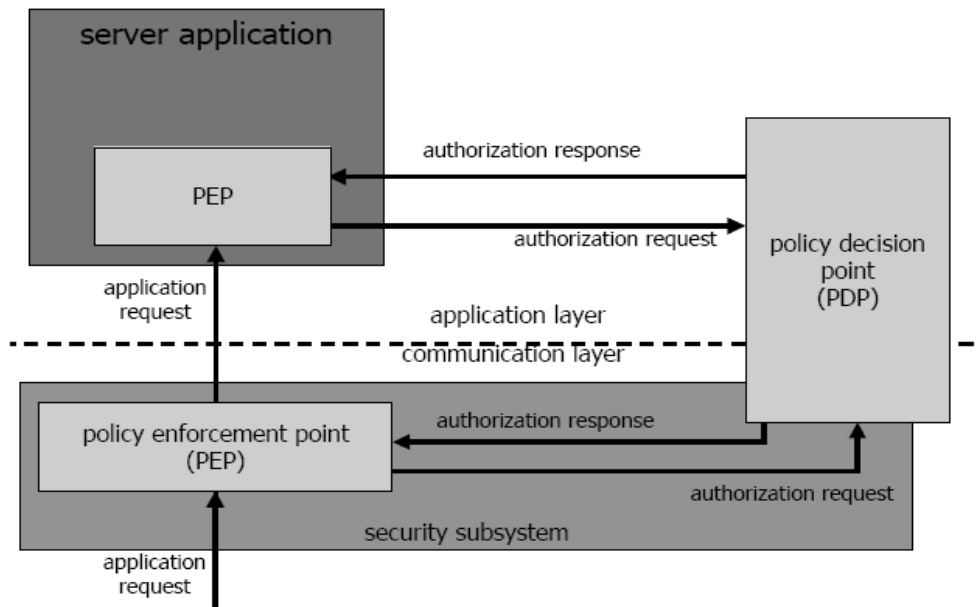 server application
PEP
authorization response
authorization request
policy decision
point
(PDP)
application
request
application layer
communication layer
policy enforcement point
(PEP)
authorization response
authorization request
security subsystem
application
request